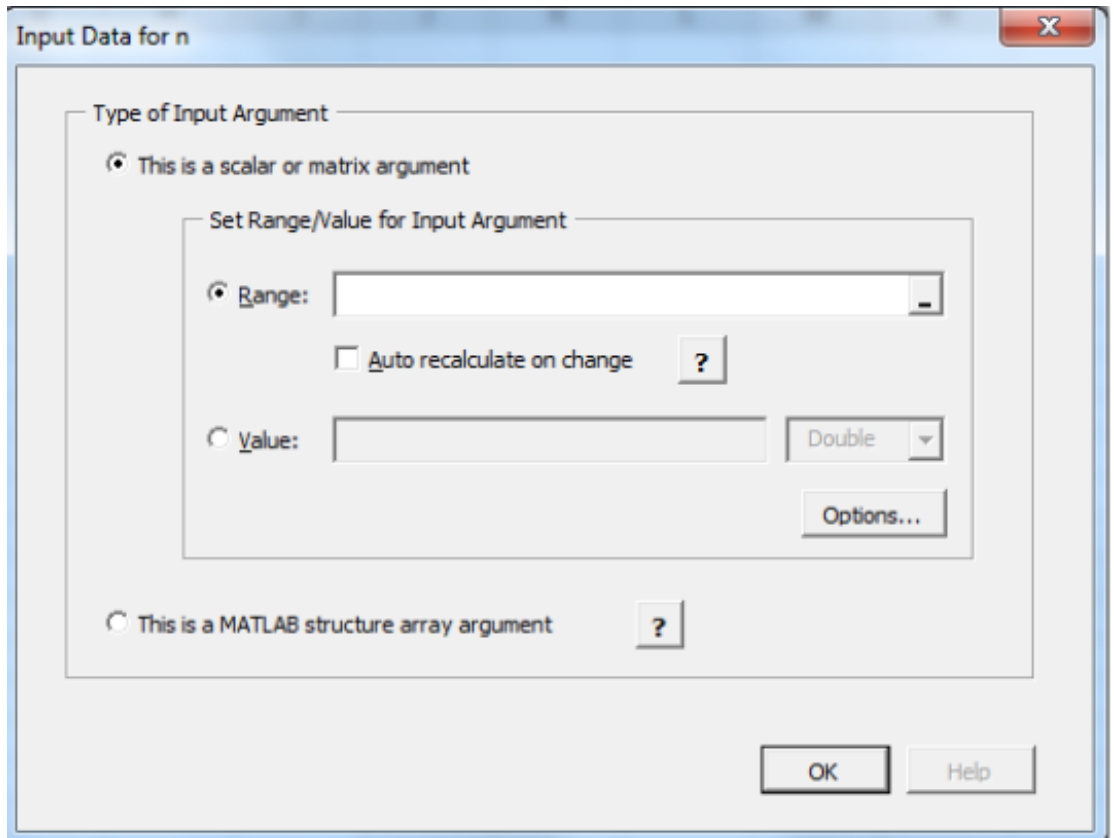 Input Data for n
Type of Input Argument
This is a scalar or matrix argument
Set Range/Value for Input Argument
Range:
Auto recalculate on change ?
Value: Double
Options...
This is a MATLAB structure array argument ?
OK Help